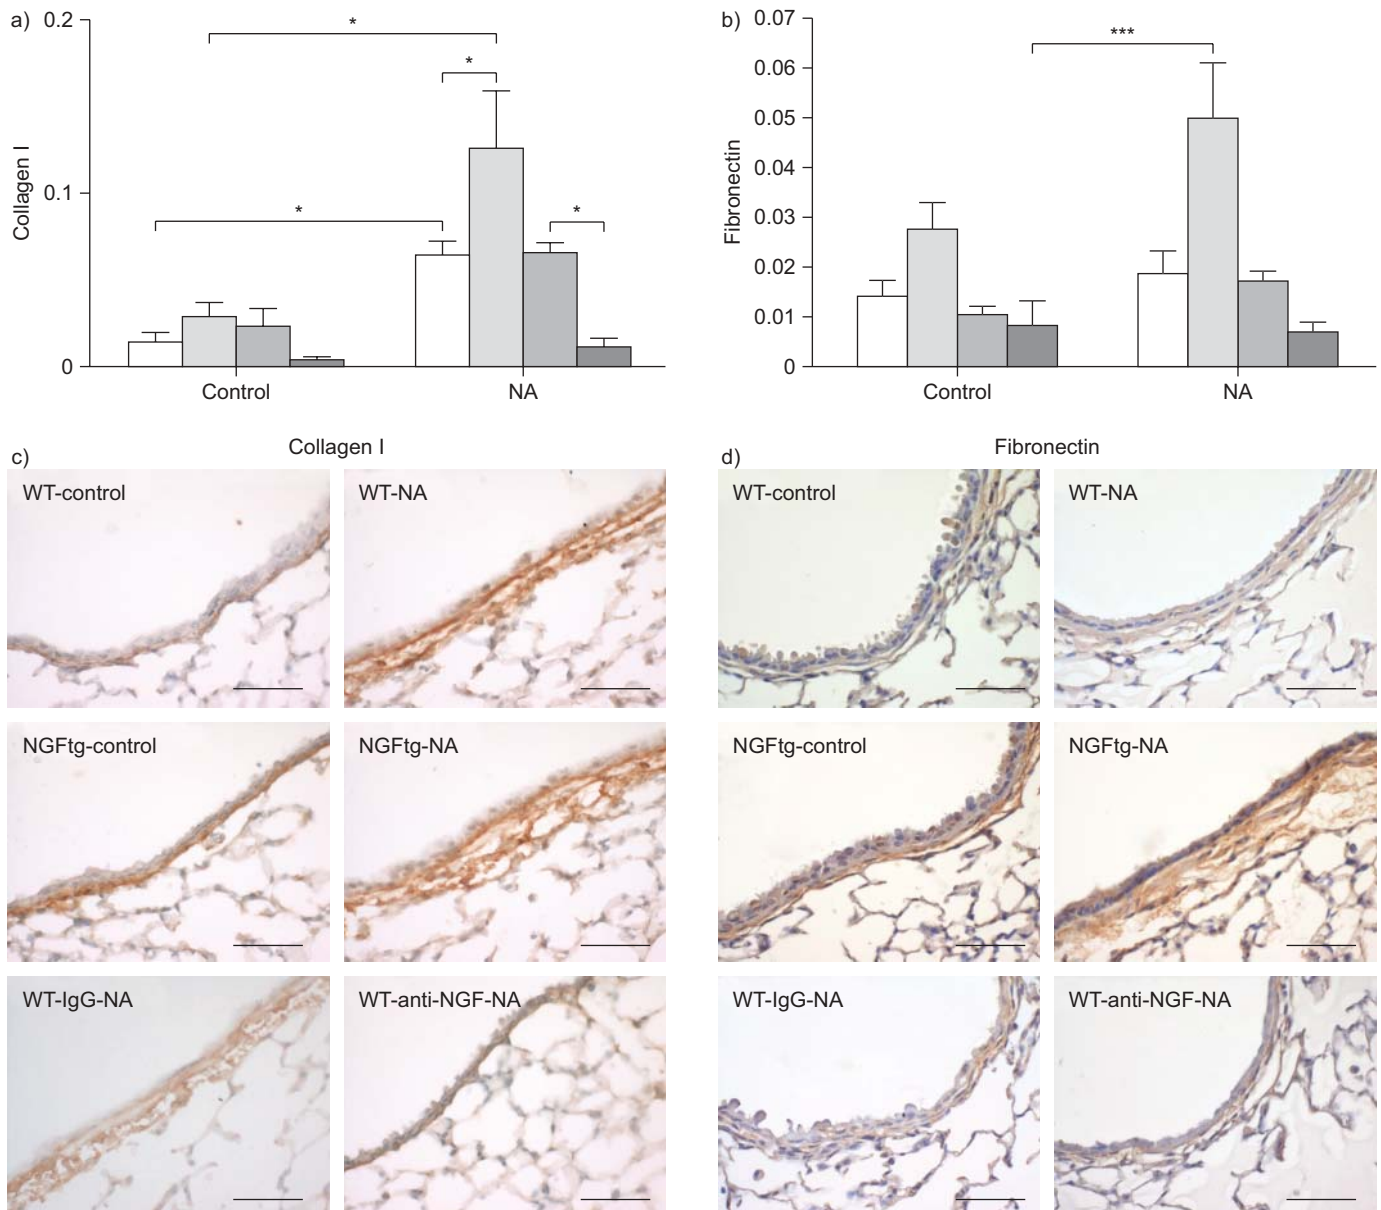 a)
0.2
0.1
0
Collagen I
*
*
*
*
Control
NA
b)
0.07
0.06
0.05
0.04
0.03
0.02
0.01
0
Fibronectin
***
Control
NA
c)
Collagen I
WT-control
WT-NA
NGFtg-control
NGFtg-NA
WT-IgG-NA
WT-anti-NGF-NA
d)
Fibronectin
WT-control
WT-NA
NGFtg-control
NGFtg-NA
WT-IgG-NA
WT-anti-NGF-NA